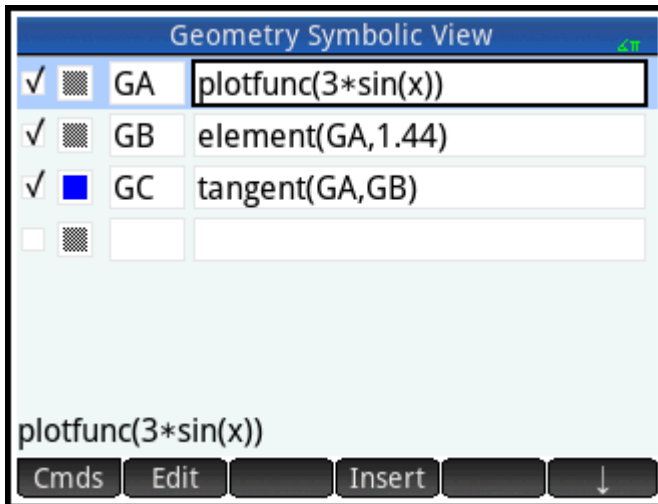 Geometry Symbolic View ∡π
√ GA plotfunc(3*sin(x))
√ GB element(GA,1.44)
√ GC tangent(GA,GB)
plotfunc(3*sin(x))
Cmds Edit Insert ↓